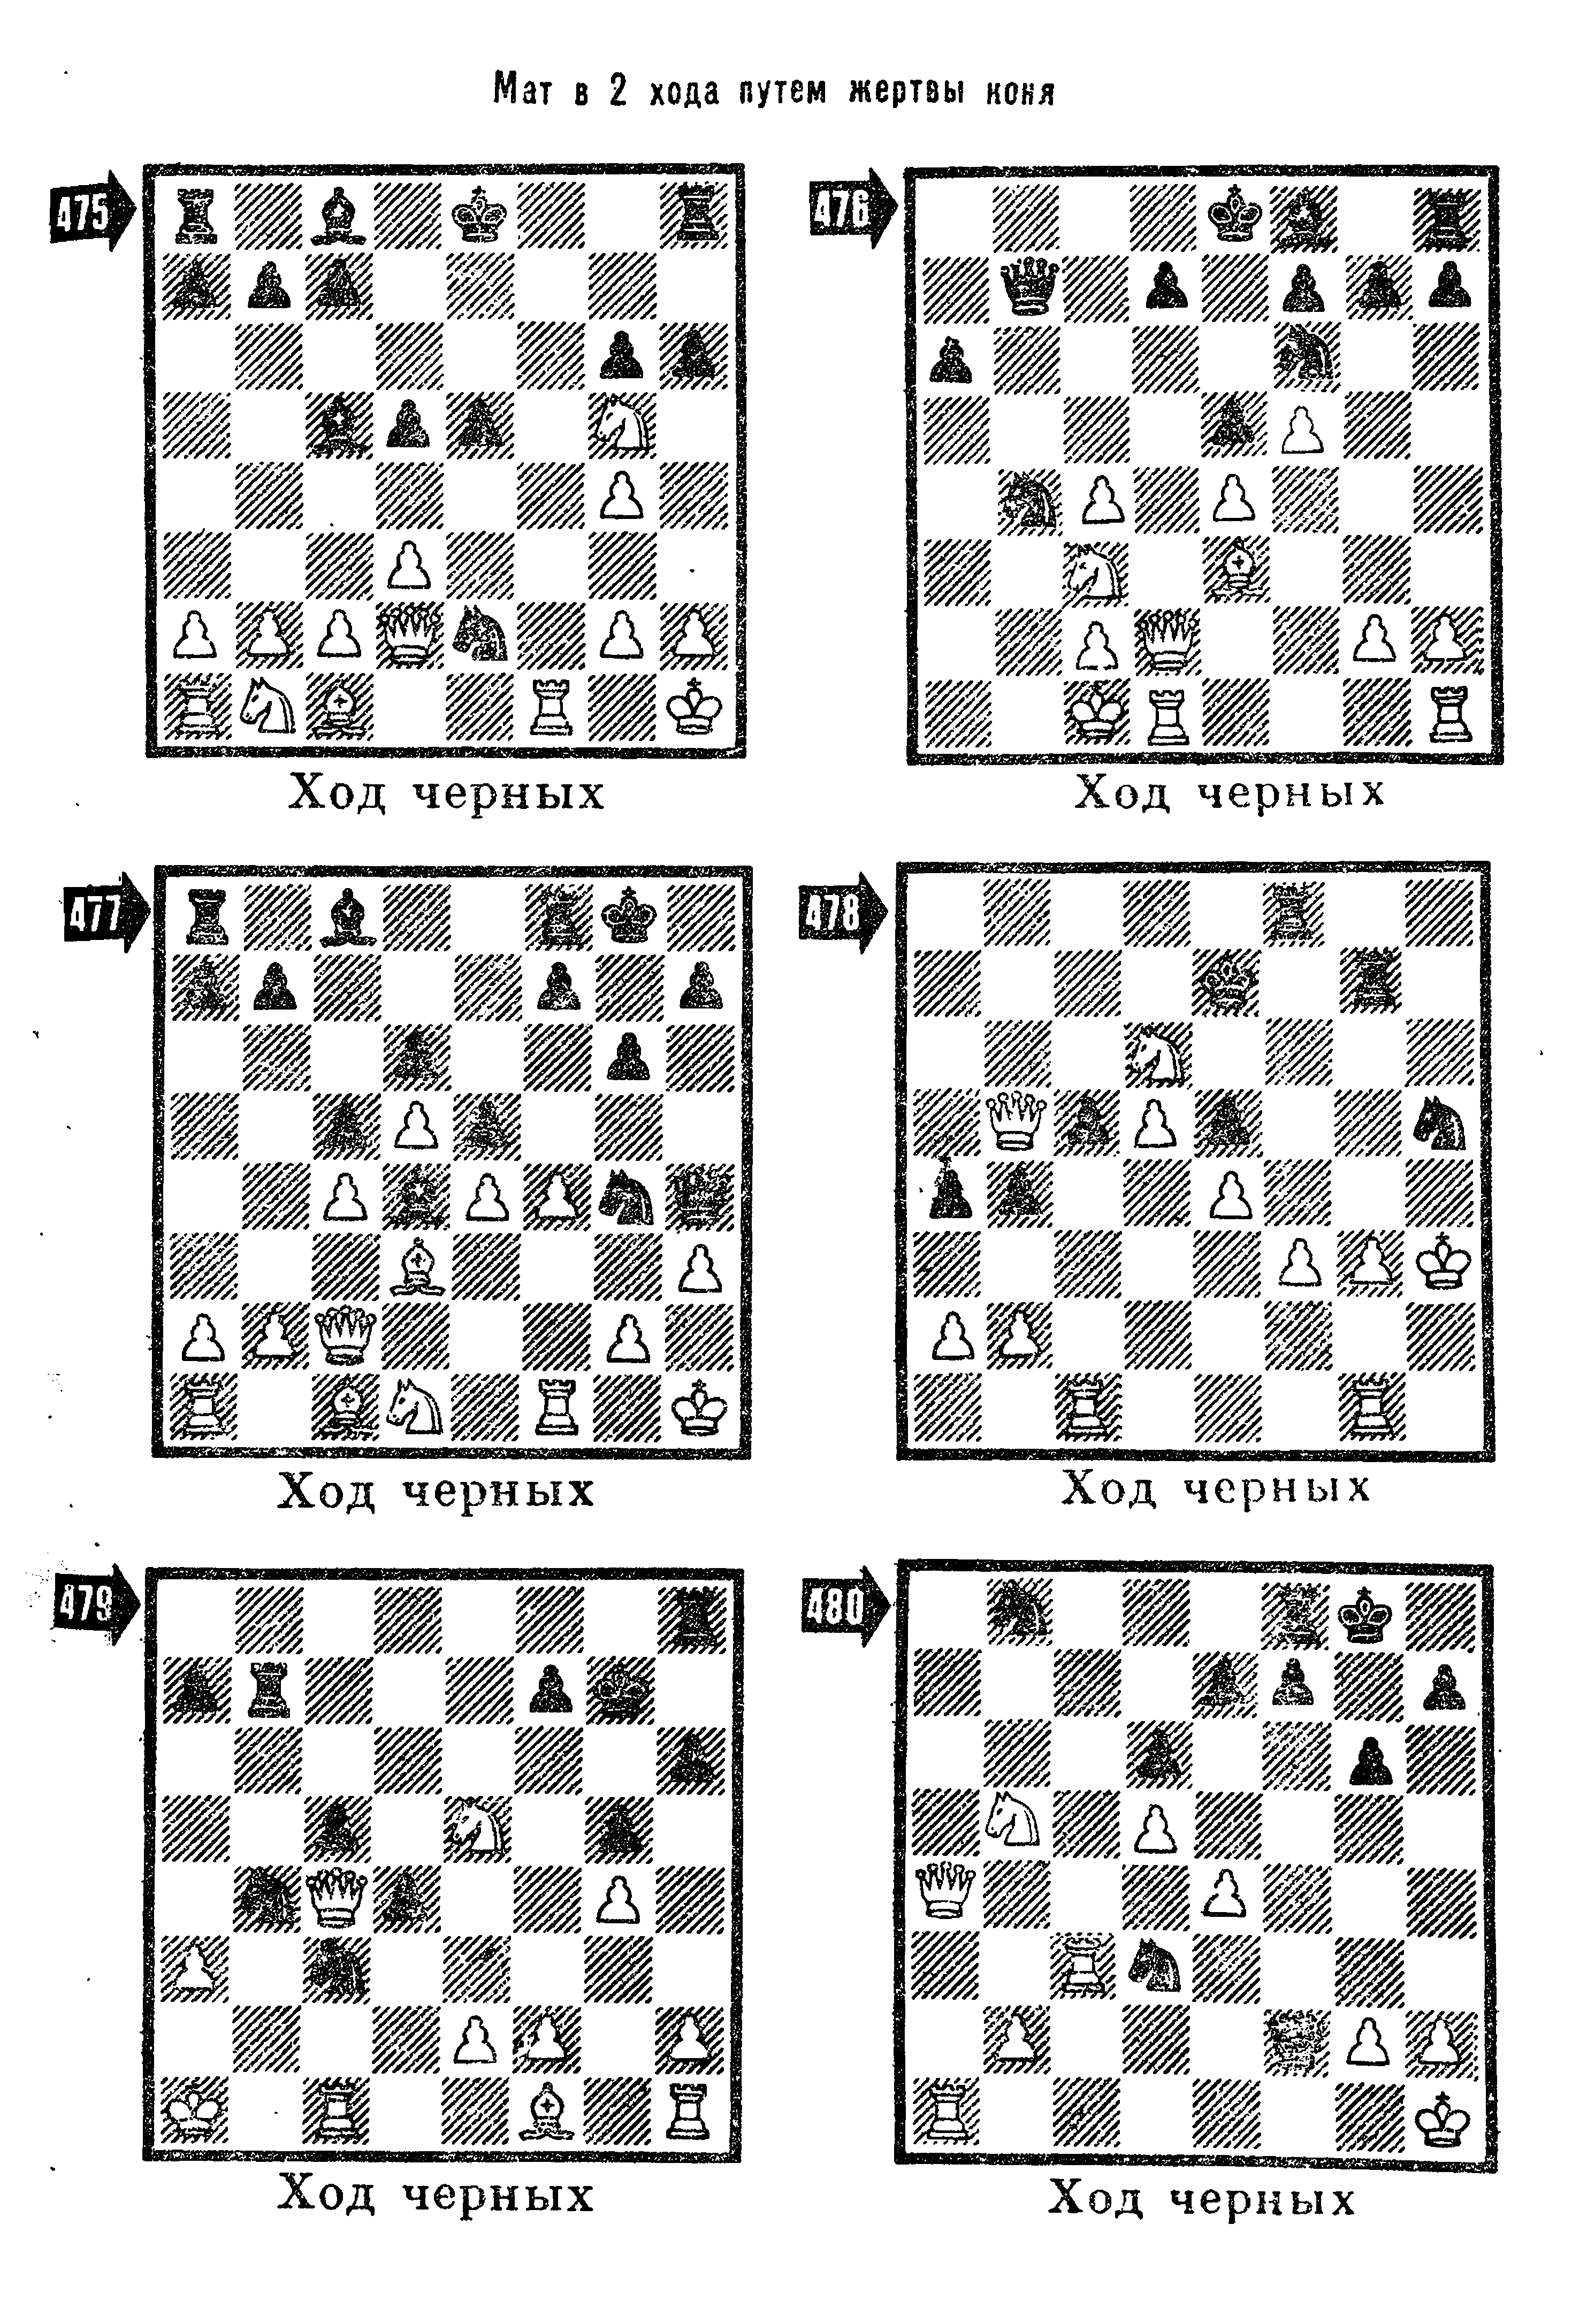 Мат в 2 хода путем жертвы коня
475
476
Ход черных
Ход черных
477
478
Ход черных
Ход черных
479
480
Ход черных
Ход черных